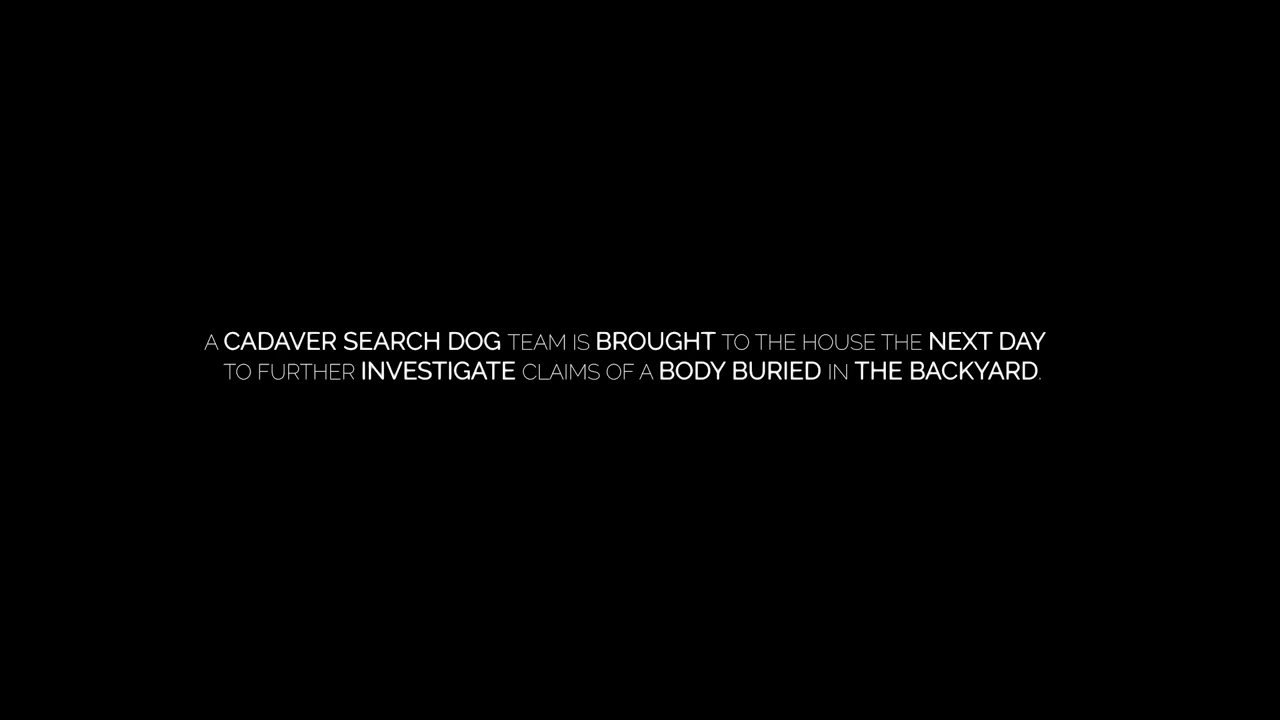 A CADAVER SEARCH DOG TEAM IS BROUGHT TO THE HOUSE THE NEXT DAY
TO FURTHER INVESTIGATE CLAIMS OF A BODY BURIED IN THE BACKYARD.